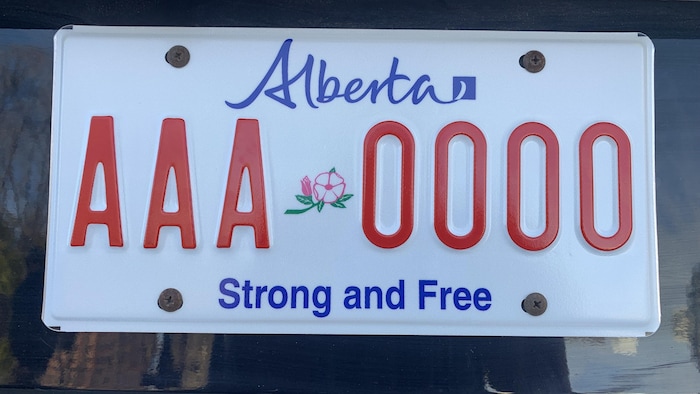 Alberta
AAA 0000
Strong and Free